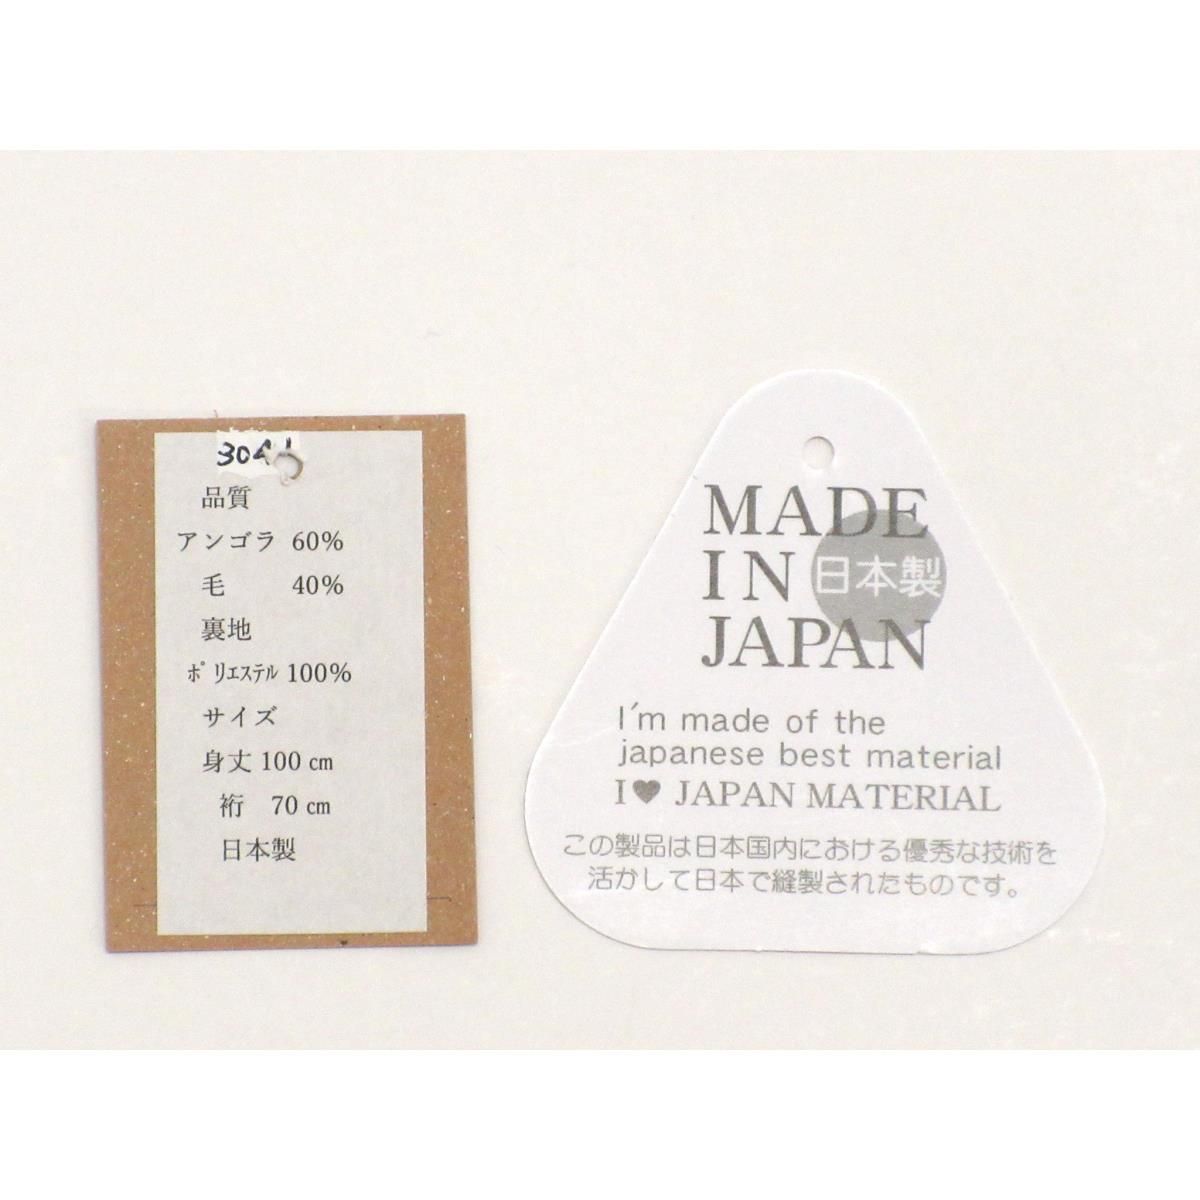 品質
アンゴラ 60%
毛 40%
裏地
ポリエステル 100%
サイズ
身丈 100 cm
裄 70 cm
日本製
MADE
IN 日本製
JAPAN
I'm made of the
japanese best material
I♥ JAPAN MATERIAL
この製品は日本国内における優秀な技術を
活かして日本で縫製されたものです。